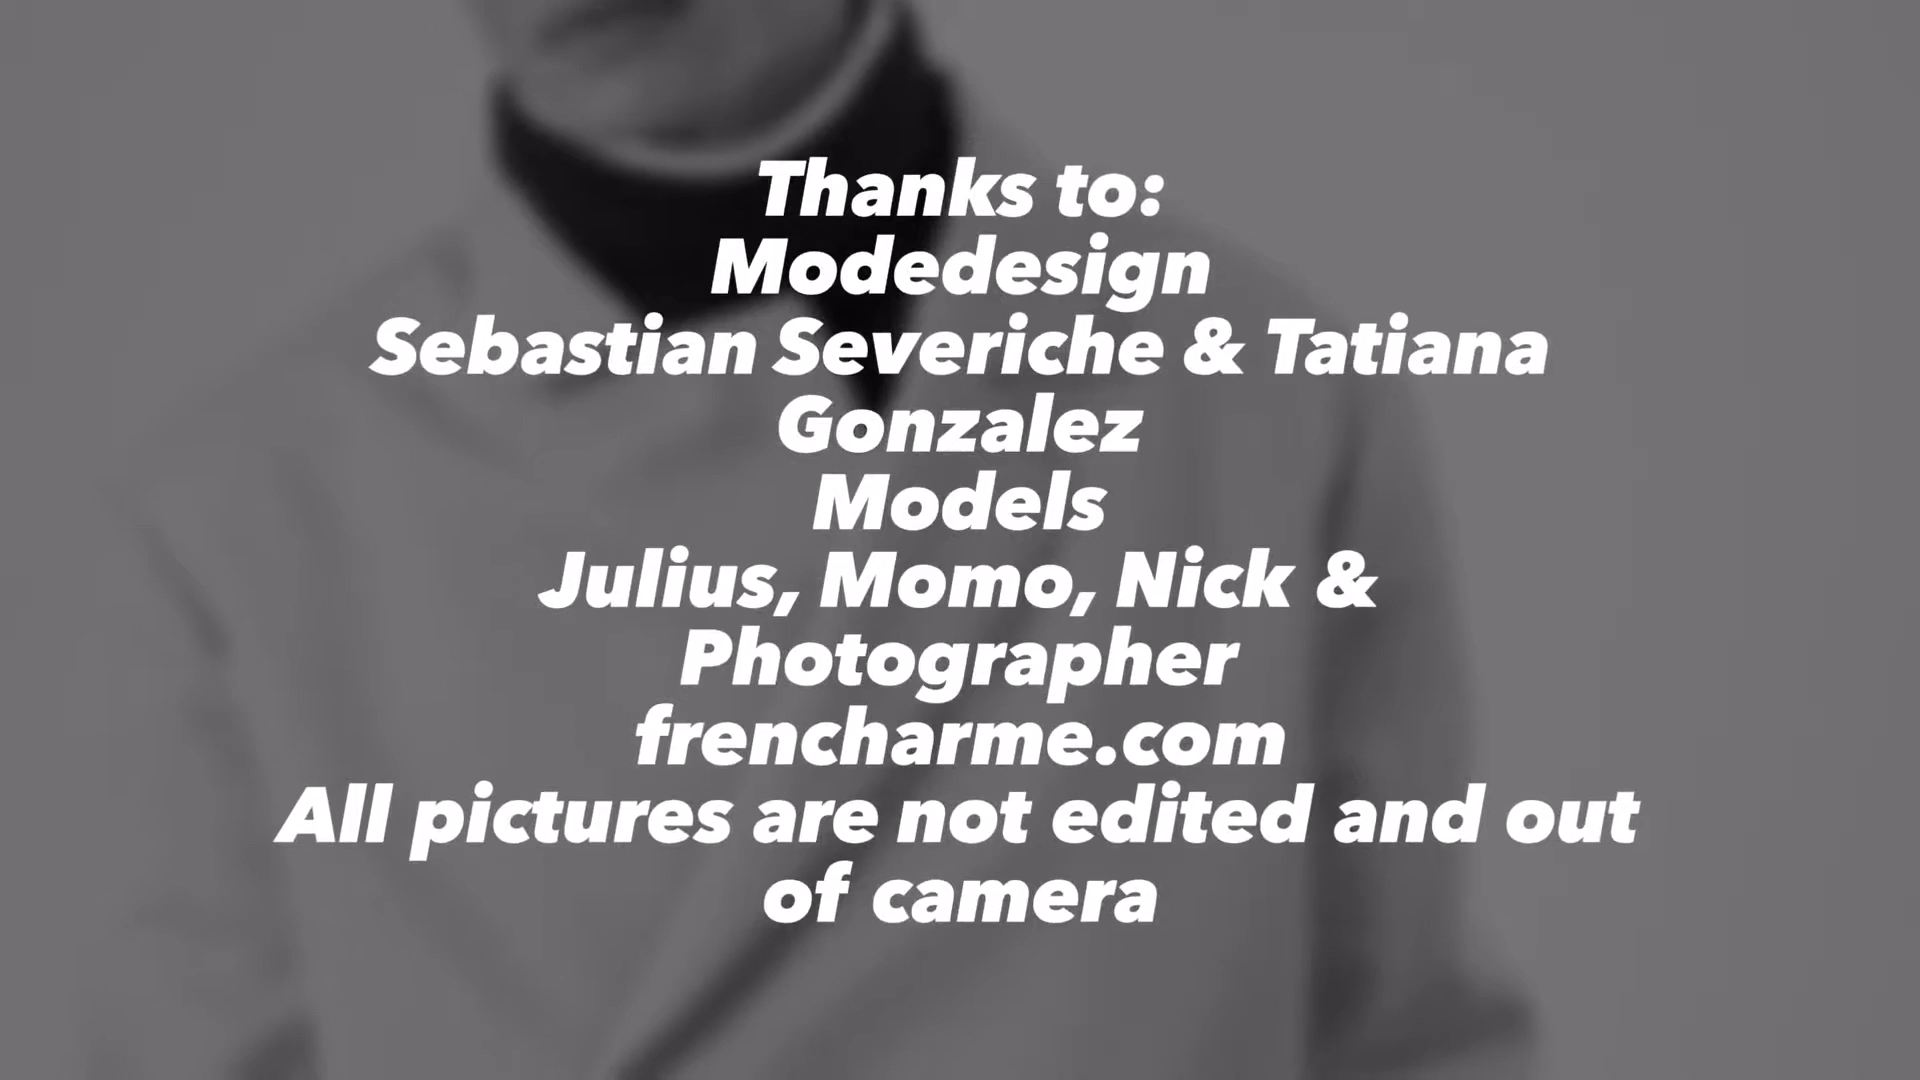 Thanks to:
Modedesign
Sebastian Severiche & Tatiana
Gonzalez
Models
Julius, Momo, Nick &
Photographer
frencharme.com
All pictures are not edited and out
of camera